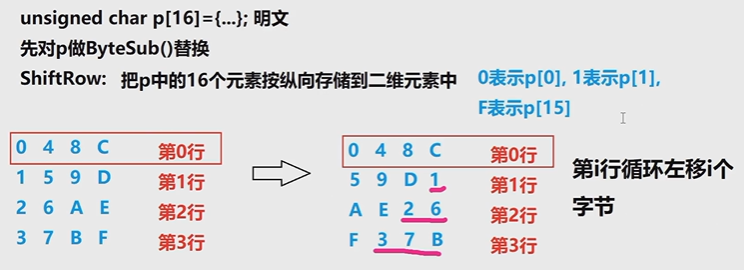 unsigned char p[16]={...}; 明文
先对p做ByteSub()替换
ShiftRow: 把p中的16个元素按纵向存储到二维元素中
0表示p[0], 1表示p[1],
F表示p[15]
0 4 8 C 第0行
1 5 9 D 第1行
2 6 A E 第2行
3 7 B F 第3行
0 4 8 C 第0行
5 9 D 1 第1行
A E 2 6 第2行
F 3 7 B 第3行
第i行循环左移i个
字节